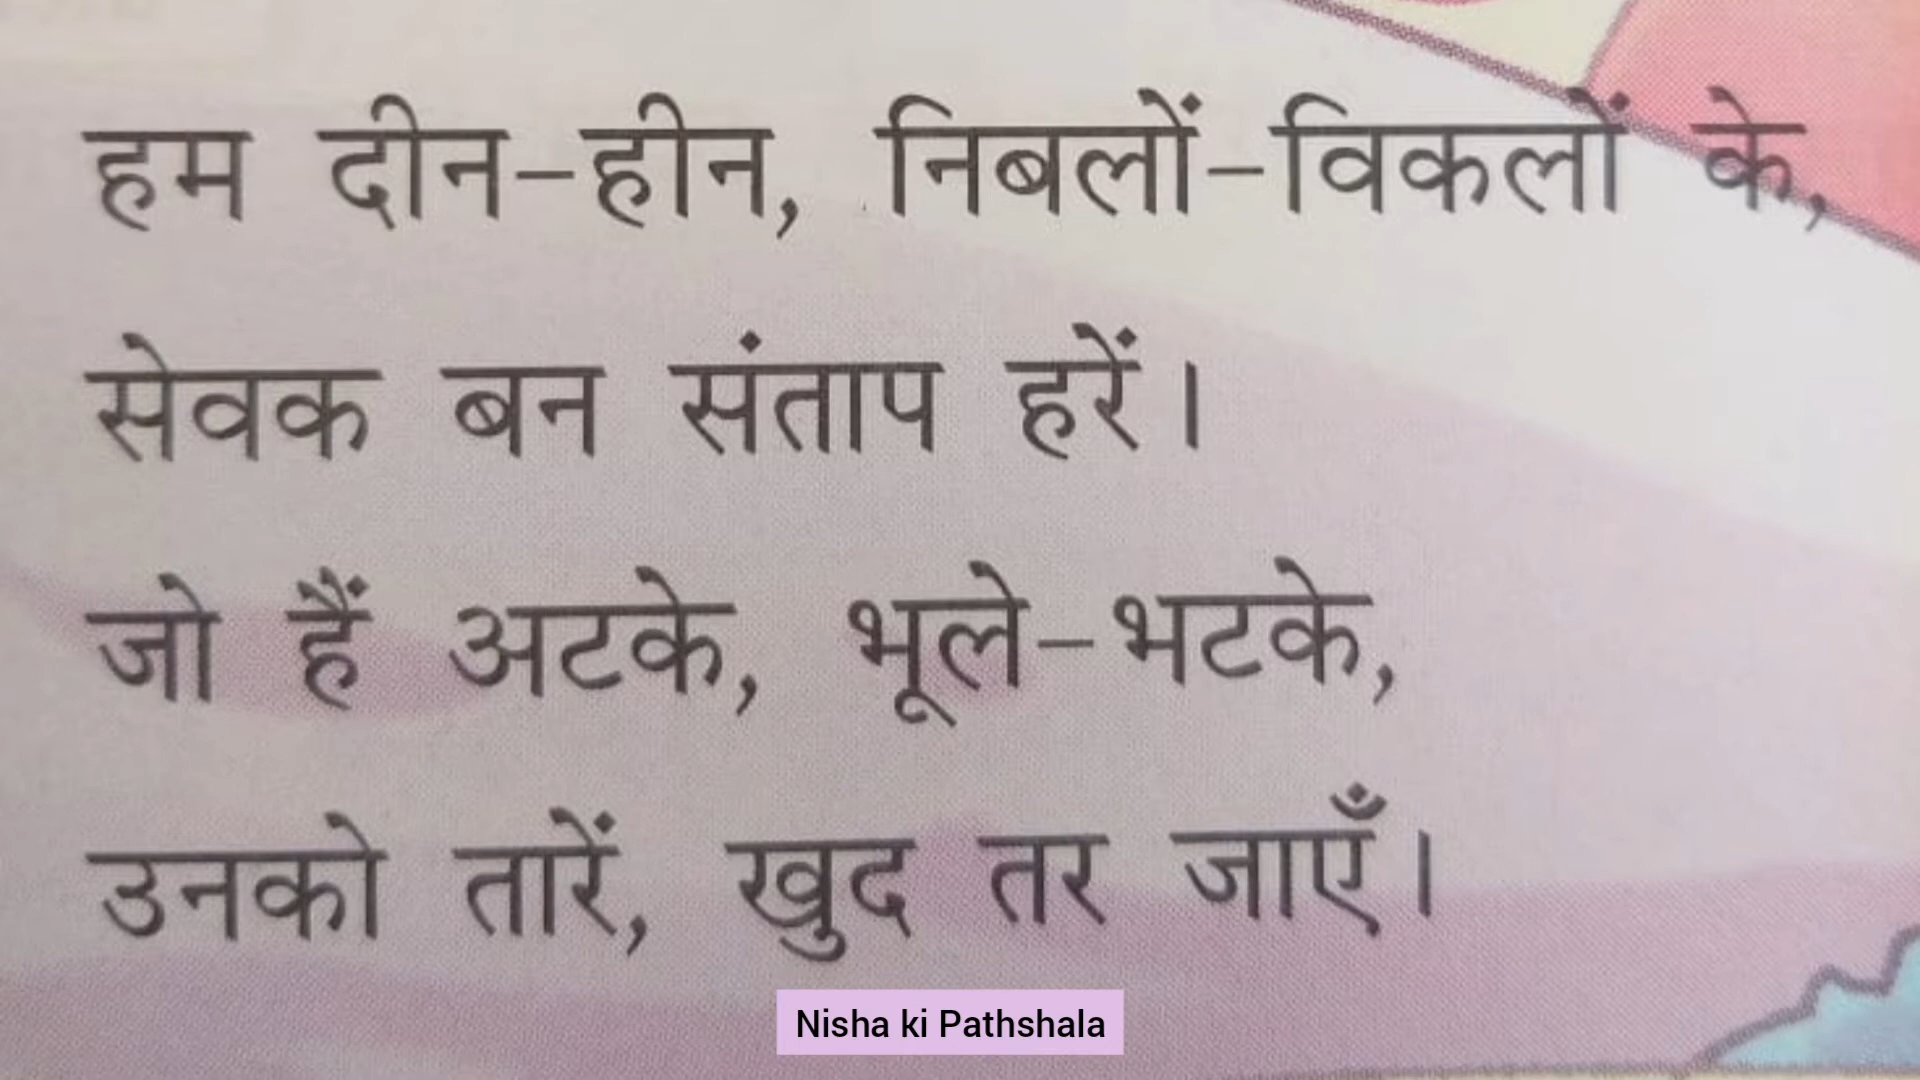 हम दीन-हीन, निबलों-विकलों के,
सेवक बन संताप हरें।
जो हैं अटके, भूले-भटके,
उनको तारें, खुद तर जाएँ।
Nisha ki Pathshala